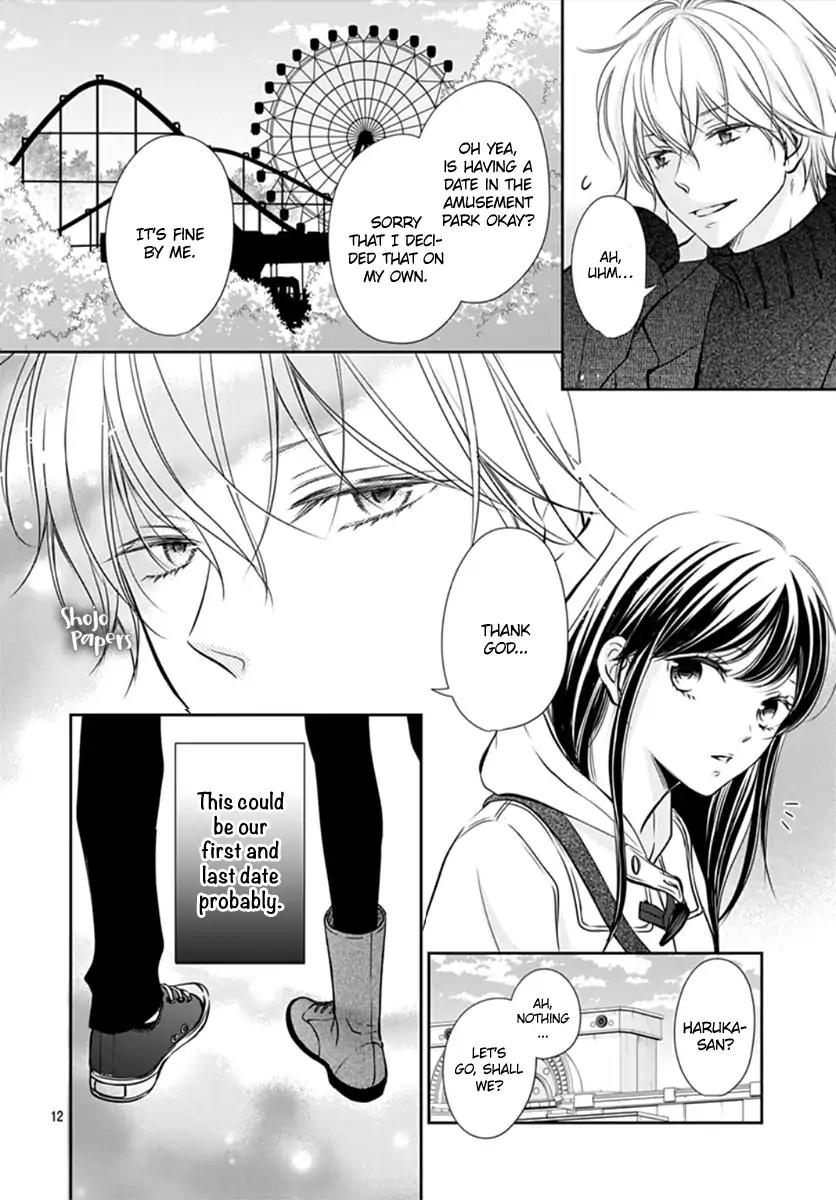 AH,
UHM...
OH YEA,
IS HAVING A
DATE IN THE
AMUSEMENT
PARK OKAY?
SORRY
THAT I DECI-
DED THAT ON
MY OWN.
IT'S FINE
BY ME.
THANK
GOD...
Shojo
Papers
This could
be our
first and
last date
probably.
HARUKA-
SAN?
AH,
NOTHING
...
LET'S
GO, SHALL
WE?
12